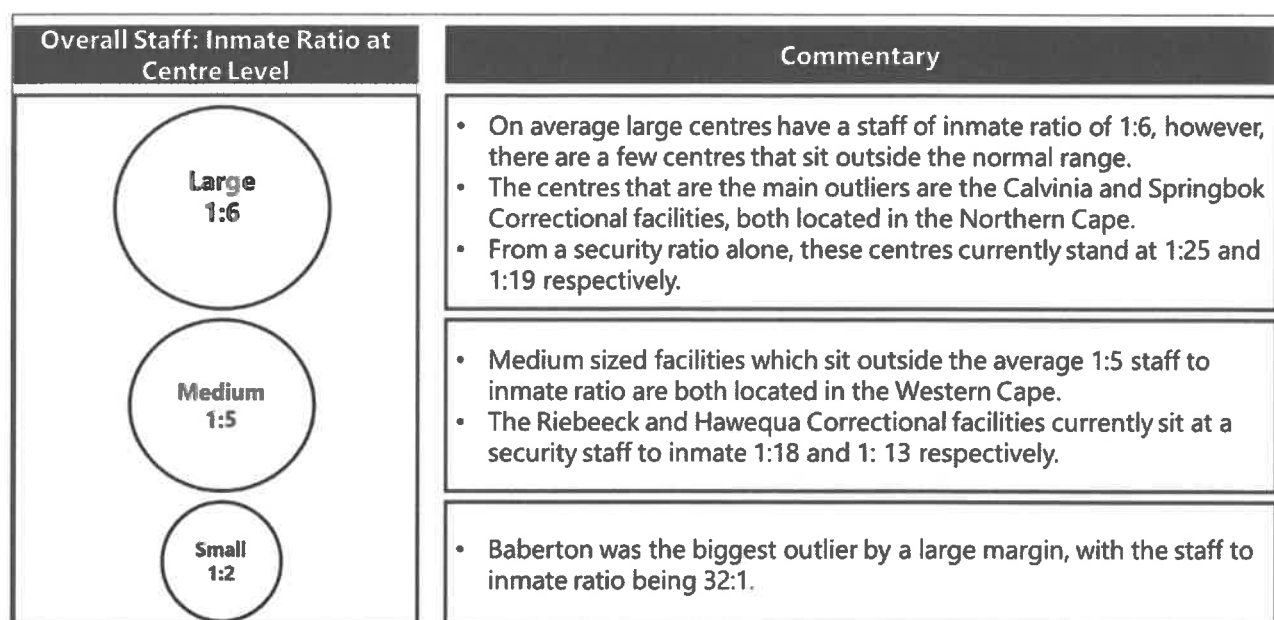 Overall Staff: Inmate Ratio at
Centre Level
Commentary
Large
1:6
• On average large centres have a staff of inmate ratio of 1:6, however,
there are a few centres that sit outside the normal range.
• The centres that are the main outliers are the Calvinia and Springbok
Correctional facilities, both located in the Northern Cape.
• From a security ratio alone, these centres currently stand at 1:25 and
1:19 respectively.
Medium
1:5
• Medium sized facilities which sit outside the average 1:5 staff to
inmate ratio are both located in the Western Cape.
• The Riebeeck and Hawequa Correctional facilities currently sit at a
security staff to inmate 1:18 and 1: 13 respectively.
Small
1:2
• Baberton was the biggest outlier by a large margin, with the staff to
inmate ratio being 32:1.